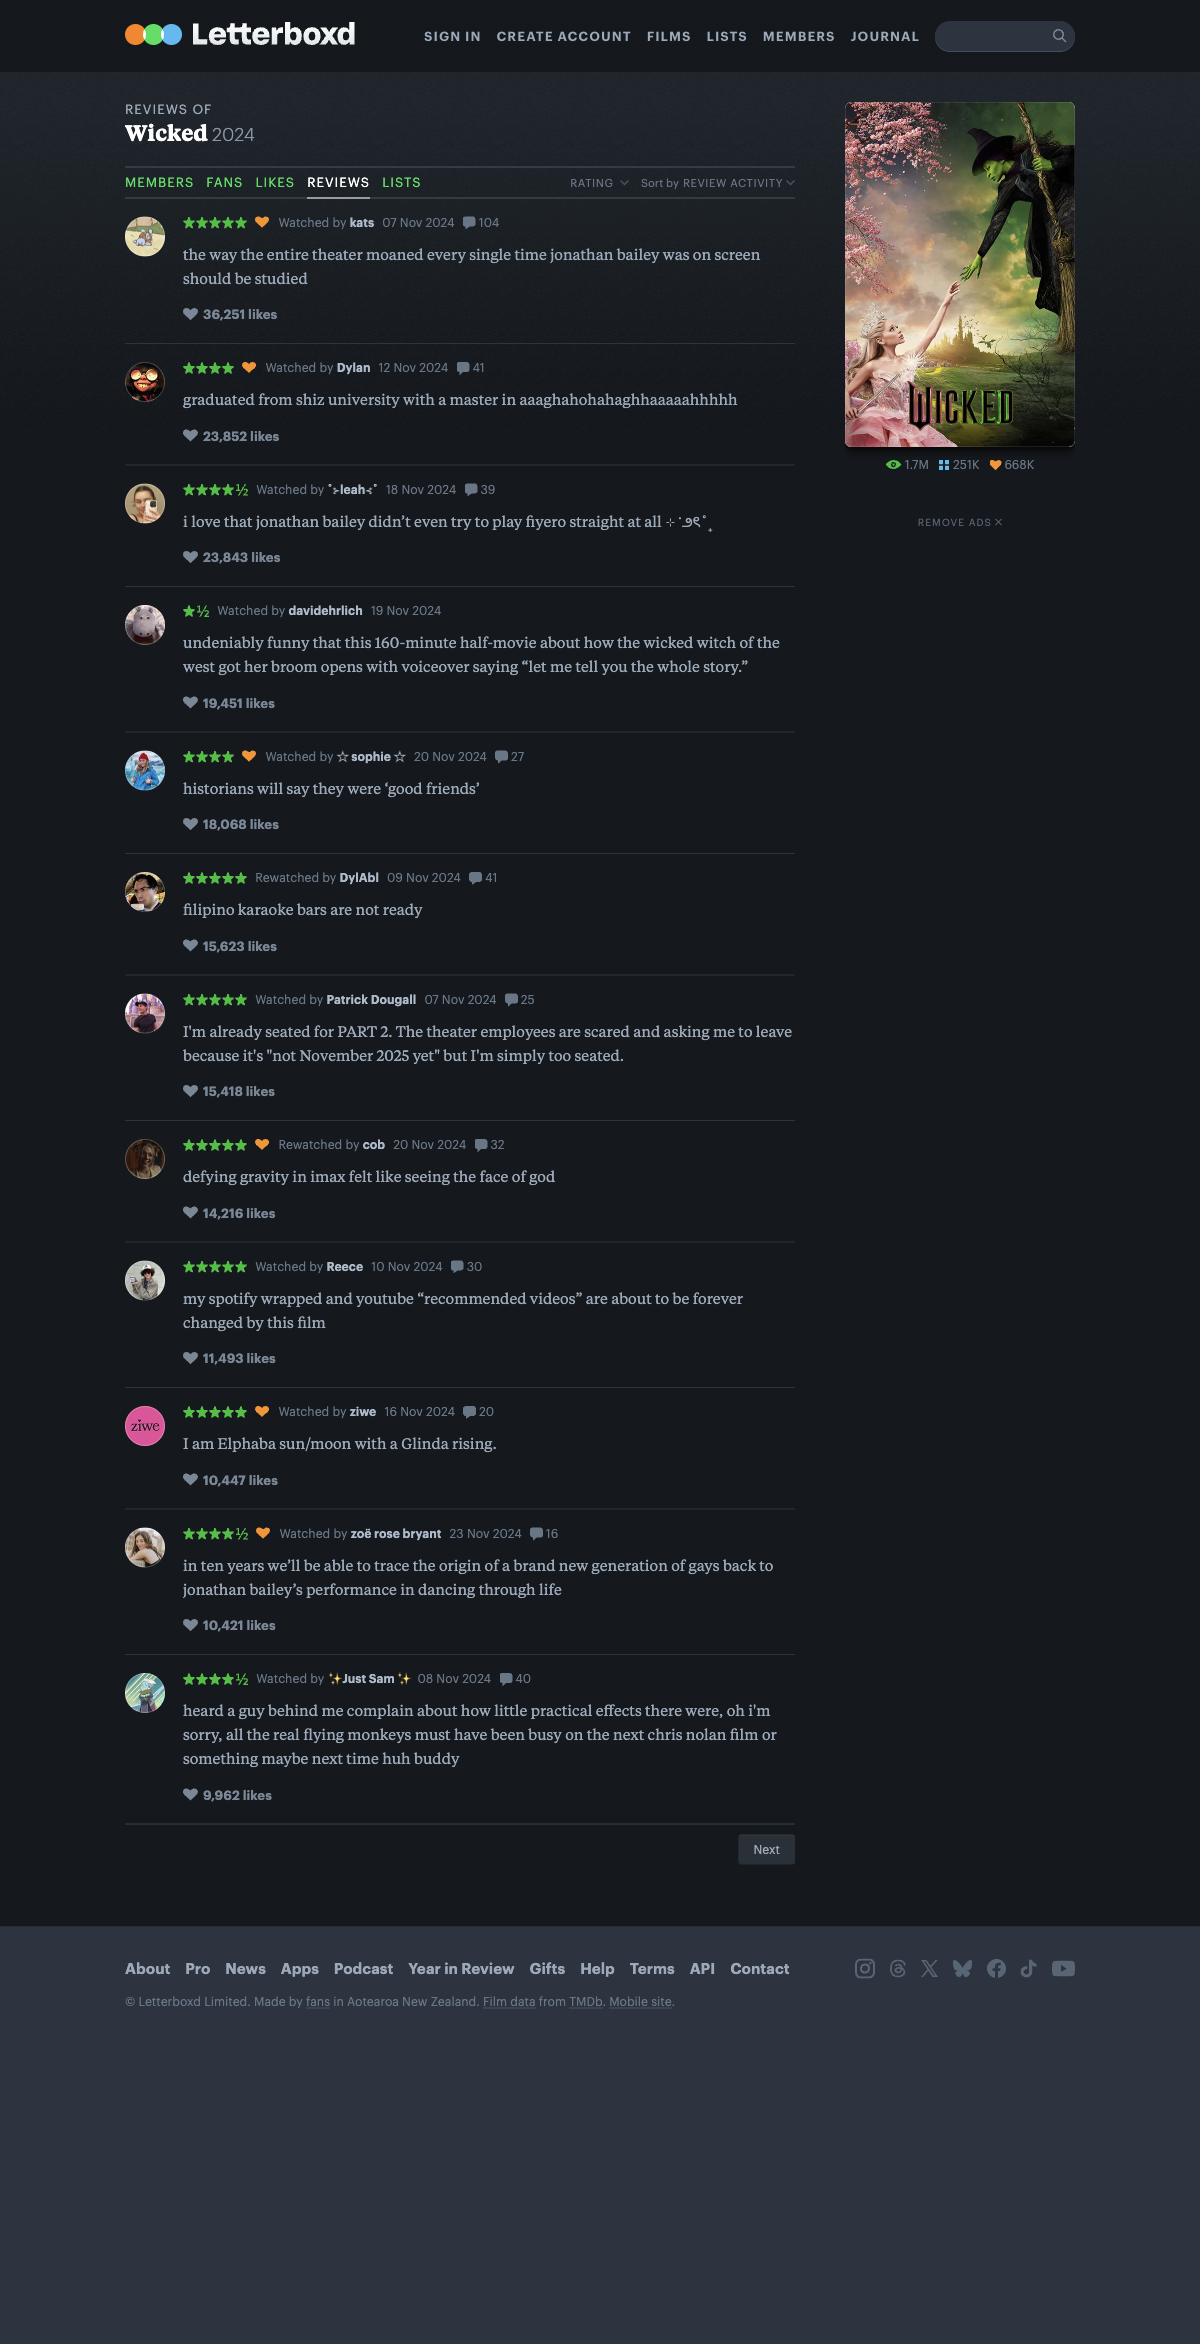 Letterboxd
SIGN IN CREATE ACCOUNT FILMS LISTS MEMBERS JOURNAL
REVIEWS OF
Wicked 2024
MEMBERS FANS LIKES REVIEWS LISTS RATING Sort by REVIEW ACTIVITY
★★★★★ Watched by kats 07 Nov 2024 104
the way the entire theater moaned every single time jonathan bailey was on screen
should be studied
36,251 likes
★★★★ Watched by Dylan 12 Nov 2024 41
graduated from shiz university with a master in aaaghahohahaghhaaaaahhhhh
23,852 likes
★★★★½ Watched by leah 18 Nov 2024 39
i love that jonathan bailey didn’t even try to play fiyero straight at all
23,843 likes
★½ Watched by davidehrlich 19 Nov 2024
undeniably funny that this 160-minute half-movie about how the wicked witch of the
west got her broom opens with voiceover saying “let me tell you the whole story.”
19,451 likes
★★★★ Watched by ☆ sophie ☆ 20 Nov 2024 27
historians will say they were ‘good friends’
18,068 likes
★★★★★ Rewatched by DylAbl 09 Nov 2024 41
filipino karaoke bars are not ready
15,623 likes
★★★★★ Watched by Patrick Dougall 07 Nov 2024 25
I'm already seated for PART 2. The theater employees are scared and asking me to leave
because it's "not November 2025 yet" but I'm simply too seated.
15,418 likes
★★★★★ Rewatched by cob 20 Nov 2024 32
defying gravity in imax felt like seeing the face of god
14,216 likes
★★★★★ Watched by Reece 10 Nov 2024 30
my spotify wrapped and youtube “recommended videos” are about to be forever
changed by this film
11,493 likes
ziwe
★★★★★ Watched by ziwe 16 Nov 2024 20
I am Elphaba sun/moon with a Glinda rising.
10,447 likes
★★★★½ Watched by zoë rose bryant 23 Nov 2024 16
in ten years we’ll be able to trace the origin of a brand new generation of gays back to
jonathan bailey’s performance in dancing through life
10,421 likes
★★★★½ Watched by ✨Just Sam ✨ 08 Nov 2024 40
heard a guy behind me complain about how little practical effects there were, oh i'm
sorry, all the real flying monkeys must have been busy on the next chris nolan film or
something maybe next time huh buddy
9,962 likes
Next
WICKED
1.7M 251K 668K
REMOVE ADS ✕
About Pro News Apps Podcast Year in Review Gifts Help Terms API Contact
© Letterboxd Limited. Made by fans in Aotearoa New Zealand. Film data from TMDb. Mobile site.